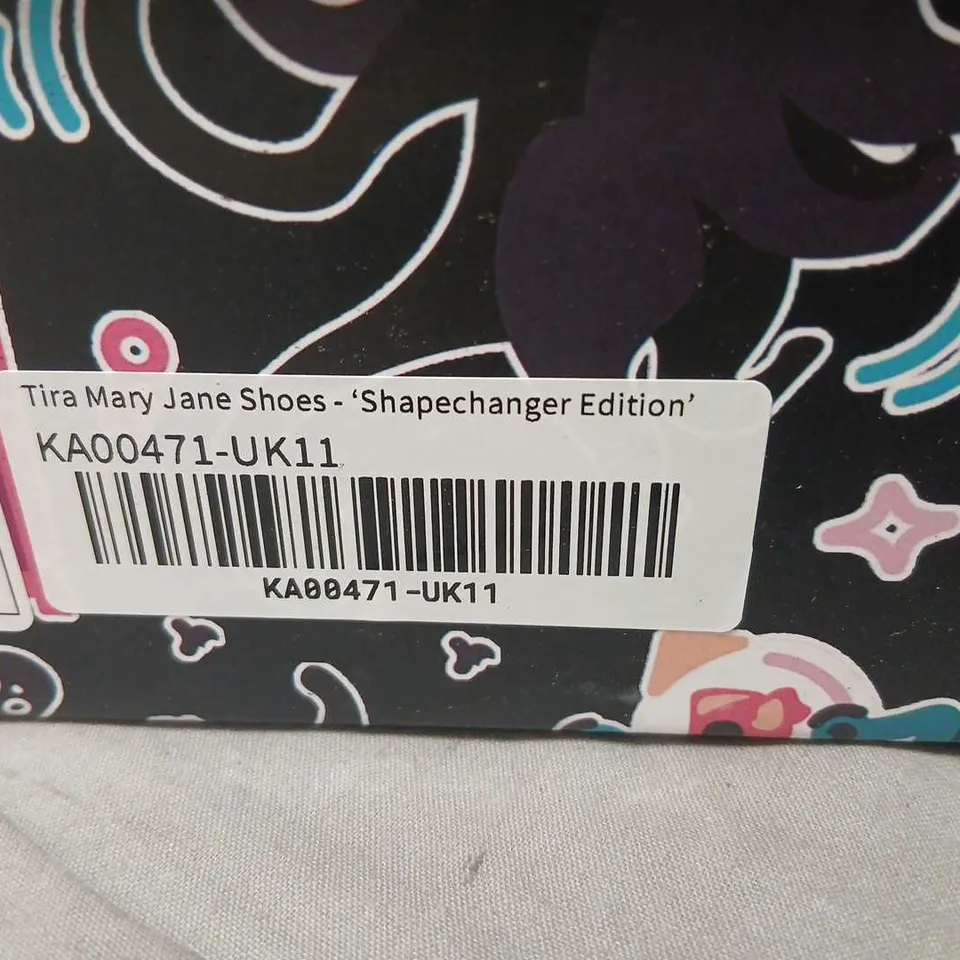 Tira Mary Jane Shoes - ‘Shapechanger Edition’
KA00471-UK11
KA00471-UK11